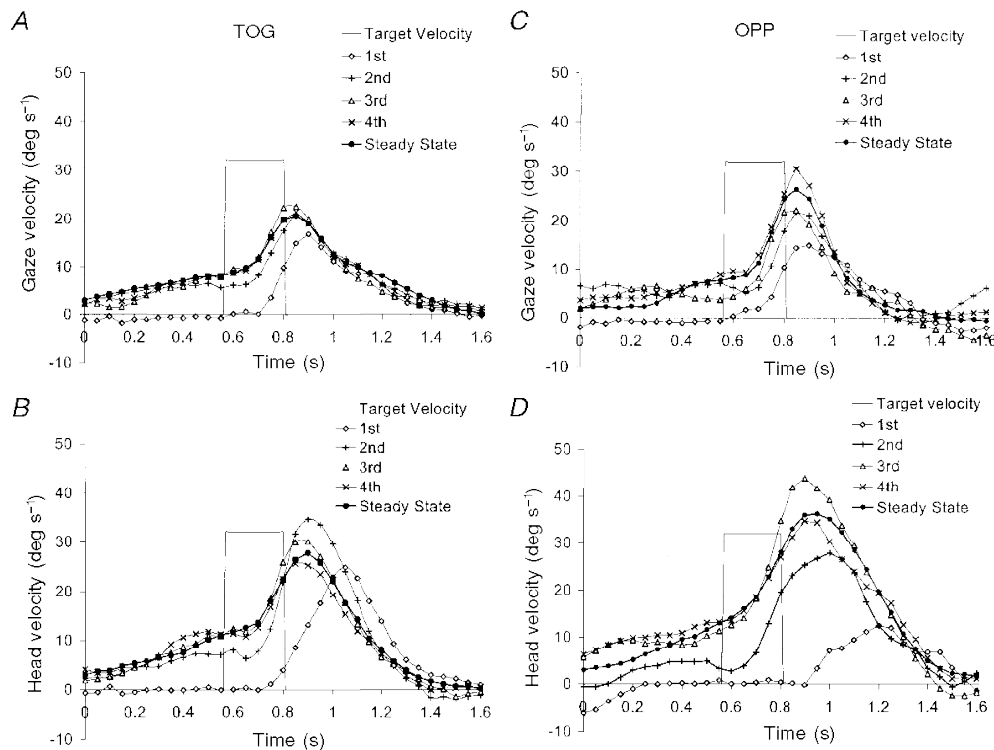 A
TOG
Target Velocity
1st
2nd
3rd
4th
Steady State
50
40
30
20
10
0
-10
Gaze velocity (deg s⁻¹)
0 0.2 0.4 0.6 0.8 1 1.2 1.4 1.6
Time (s)
C
OPP
Target velocity
1st
2nd
3rd
4th
Steady State
50
40
30
20
10
0
-10
Gaze velocity (deg s⁻¹)
0 0.2 0.4 0.6 0.8 1 1.2 1.4 1.6
Time (s)
B
Target Velocity
1st
2nd
3rd
4th
Steady State
50
40
30
20
10
0
-10
Head velocity (deg s⁻¹)
0 0.2 0.4 0.6 0.8 1 1.2 1.4 1.6
Time (s)
D
Target velocity
1st
2nd
3rd
4th
Steady State
50
40
30
20
10
0
-10
Head velocity (deg s⁻¹)
0 0.2 0.4 0.6 0.8 1 1.2 1.4 1.6
Time (s)